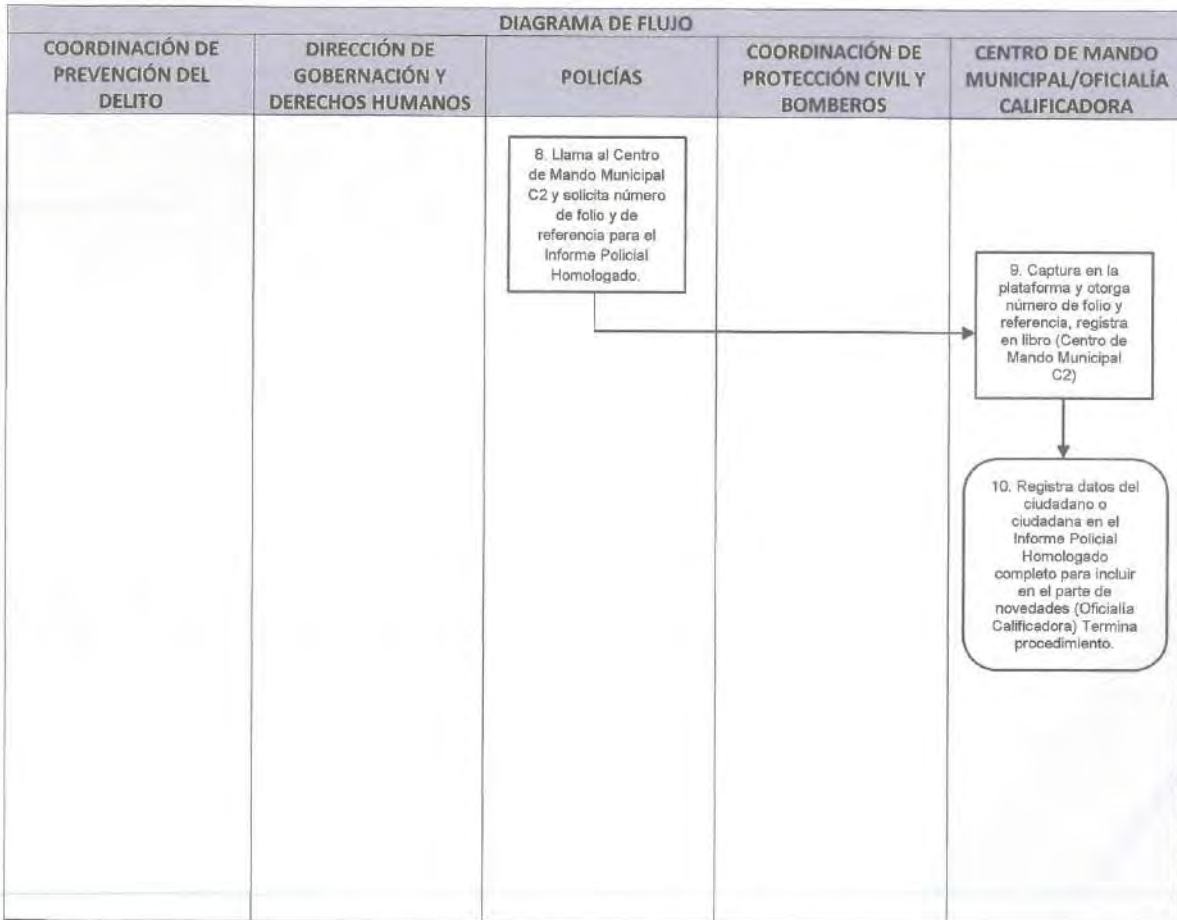 DIAGRAMA DE FLUJO
COORDINACIÓN DE
PREVENCIÓN DEL
DELITO
DIRECCIÓN DE
GOBERNACIÓN Y
DERECHOS HUMANOS
POLICÍAS
COORDINACIÓN DE
PROTECCIÓN CIVIL Y
BOMBEROS
CENTRO DE MANDO
MUNICIPAL/OFICIALÍA
CALIFICADORA
8. Llama al Centro
de Mando Municipal
C2 y solicita número
de folio y de
referencia para el
Informe Policial
Homologado.
9. Captura en la
plataforma y otorga
número de folio y
referencia, registra
en libro (Centro de
Mando Municipal
C2)
10. Registra datos del
ciudadano o
ciudadana en el
Informe Policial
Homologado
completo para incluir
en el parte de
novedades (Oficialía
Calificadora) Termina
procedimiento.